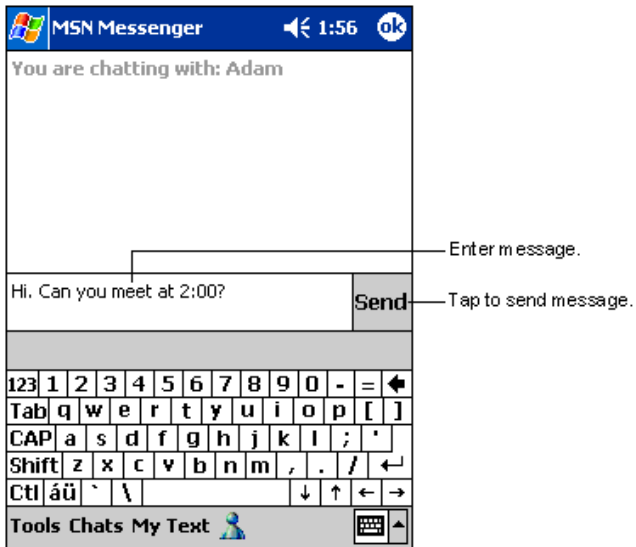 MSN Messenger 1:56 ok
You are chatting with: Adam
Enter message.
Hi. Can you meet at 2:00?
Send
Tap to send message.
123 1 2 3 4 5 6 7 8 9 0 - = 🡄
Tab q w e r t y u i o p [ ]
CAP a s d f g h j k l ; '
Shift z x c v b n m , . / ↵
Ctl áü ` \ ↓ ↑ ← →
Tools Chats My Text